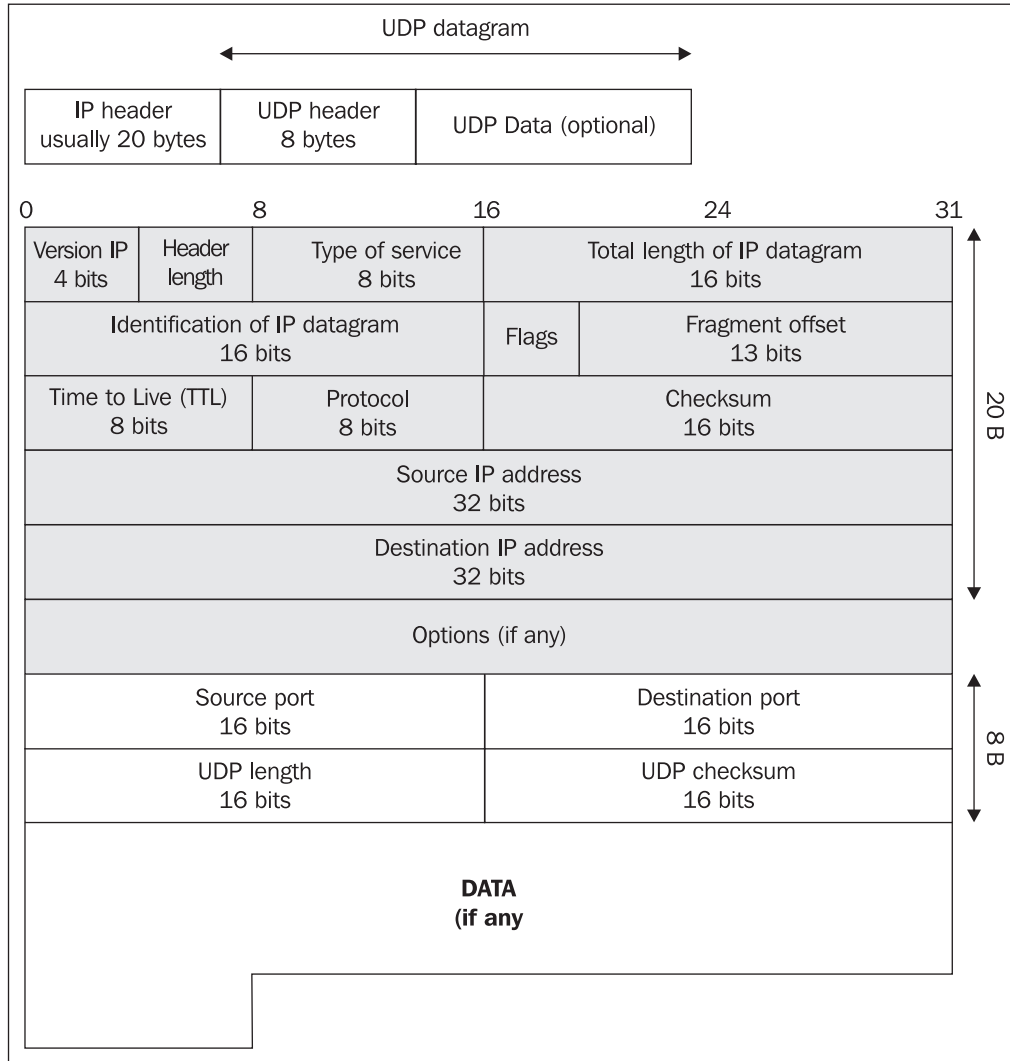 UDP datagram
IP header
usually 20 bytes
UDP header
8 bytes
UDP Data (optional)
0 8 16 24 31
Version IP
4 bits
Header
length
Type of service
8 bits
Total length of IP datagram
16 bits
Identification of IP datagram
16 bits
Flags
Fragment offset
13 bits
Time to Live (TTL)
8 bits
Protocol
8 bits
Checksum
16 bits
20 B
Source IP address
32 bits
Destination IP address
32 bits
Options (if any)
Source port
16 bits
Destination port
16 bits
8 B
UDP length
16 bits
UDP checksum
16 bits
DATA
(if any